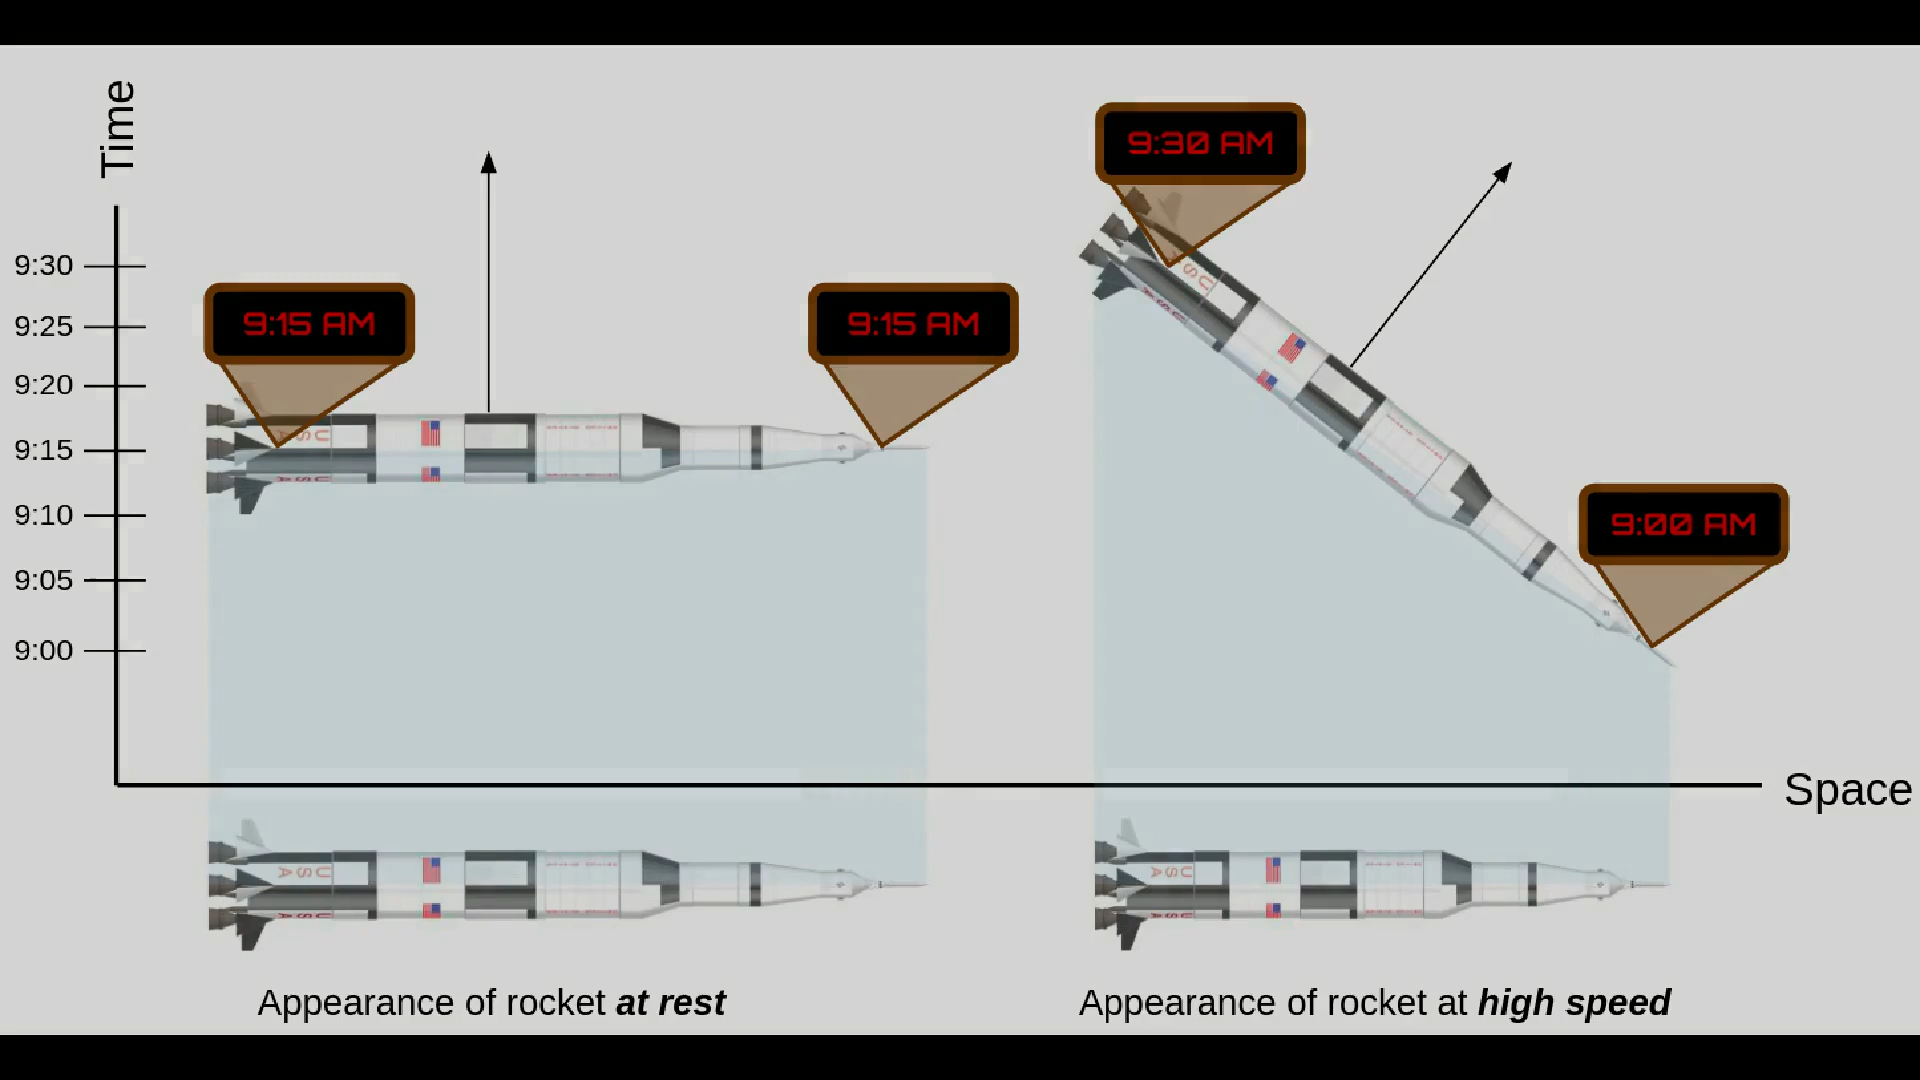 Time
9:30
9:25
9:20
9:15
9:10
9:05
9:00
9:15 AM
9:15 AM
9:30 AM
9:00 AM
USA
USA
Space
USA
USA
USA
USA
Appearance of rocket at rest
Appearance of rocket at high speed